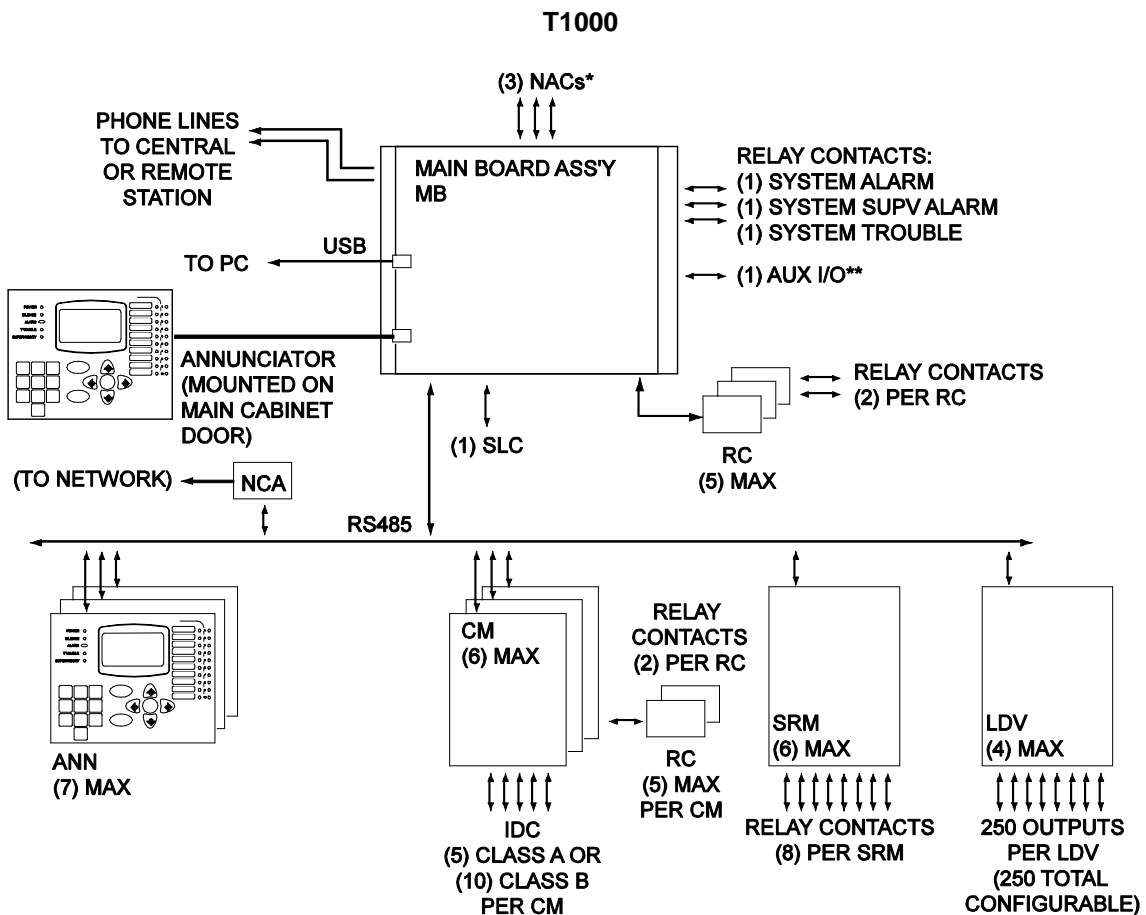 T1000
(3) NACs*
PHONE LINES
TO CENTRAL
OR REMOTE
STATION
MAIN BOARD ASS'Y
MB
RELAY CONTACTS:
(1) SYSTEM ALARM
(1) SYSTEM SUPV ALARM
(1) SYSTEM TROUBLE
USB
TO PC
(1) AUX I/O**
ANNUNCIATOR
(MOUNTED ON
MAIN CABINET
DOOR)
RELAY CONTACTS
(2) PER RC
(1) SLC
RC
(5) MAX
(TO NETWORK)
NCA
RS485
ANN
(7) MAX
CM
(6) MAX
RELAY
CONTACTS
(2) PER RC
RC
(5) MAX
PER CM
IDC
(5) CLASS A OR
(10) CLASS B
PER CM
SRM
(6) MAX
RELAY CONTACTS
(8) PER SRM
LDV
(4) MAX
250 OUTPUTS
PER LDV
(250 TOTAL
CONFIGURABLE)